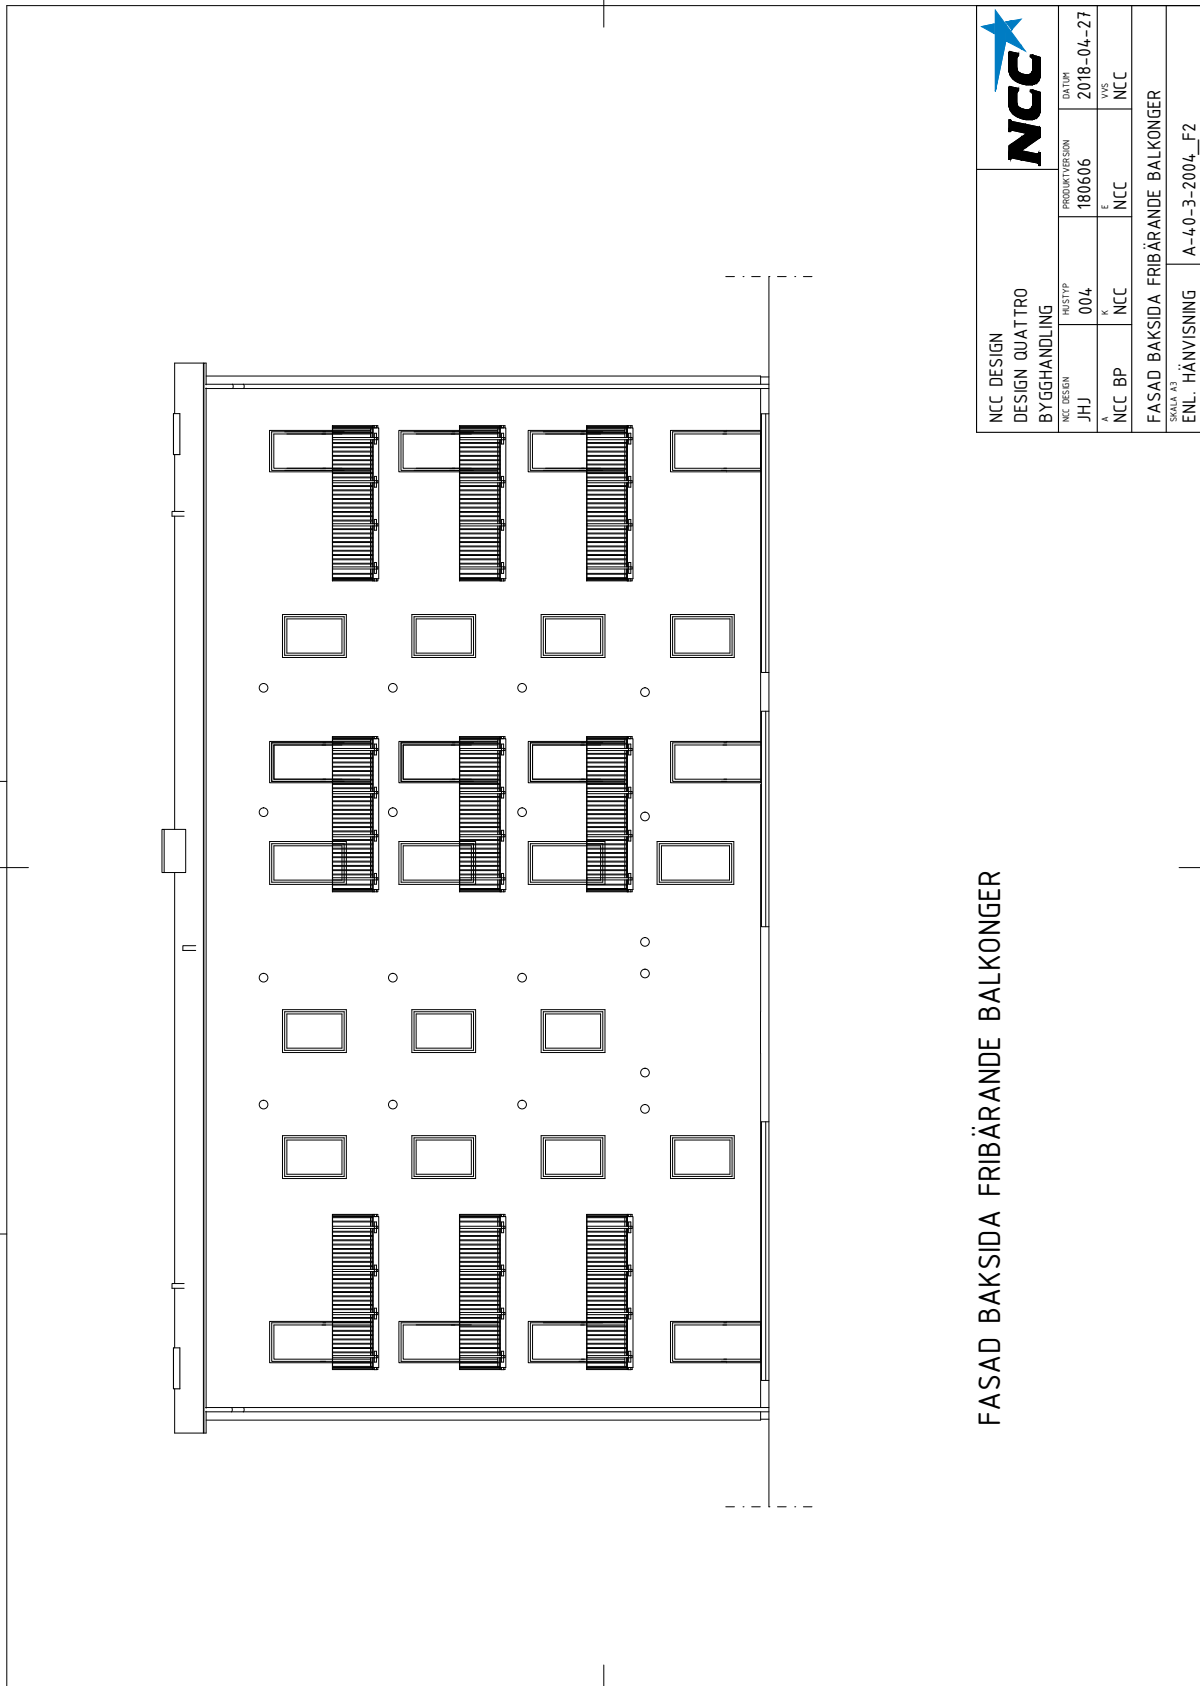 NCC
NCC DESIGN
DESIGN QUATTRO
BYGGHANDLING
NCC DESIGN HUSTYP PRODUKTVERSION DATUM
JHJ 004 180606 2018-04-27
A K E VVS
NCC BP NCC NCC NCC
FASAD BAKSIDA FRIBÄRANDE BALKONGER
SKALA A3
ENL. HÄNVISNING A-40-3-2004_F2
FASAD BAKSIDA FRIBÄRANDE BALKONGER